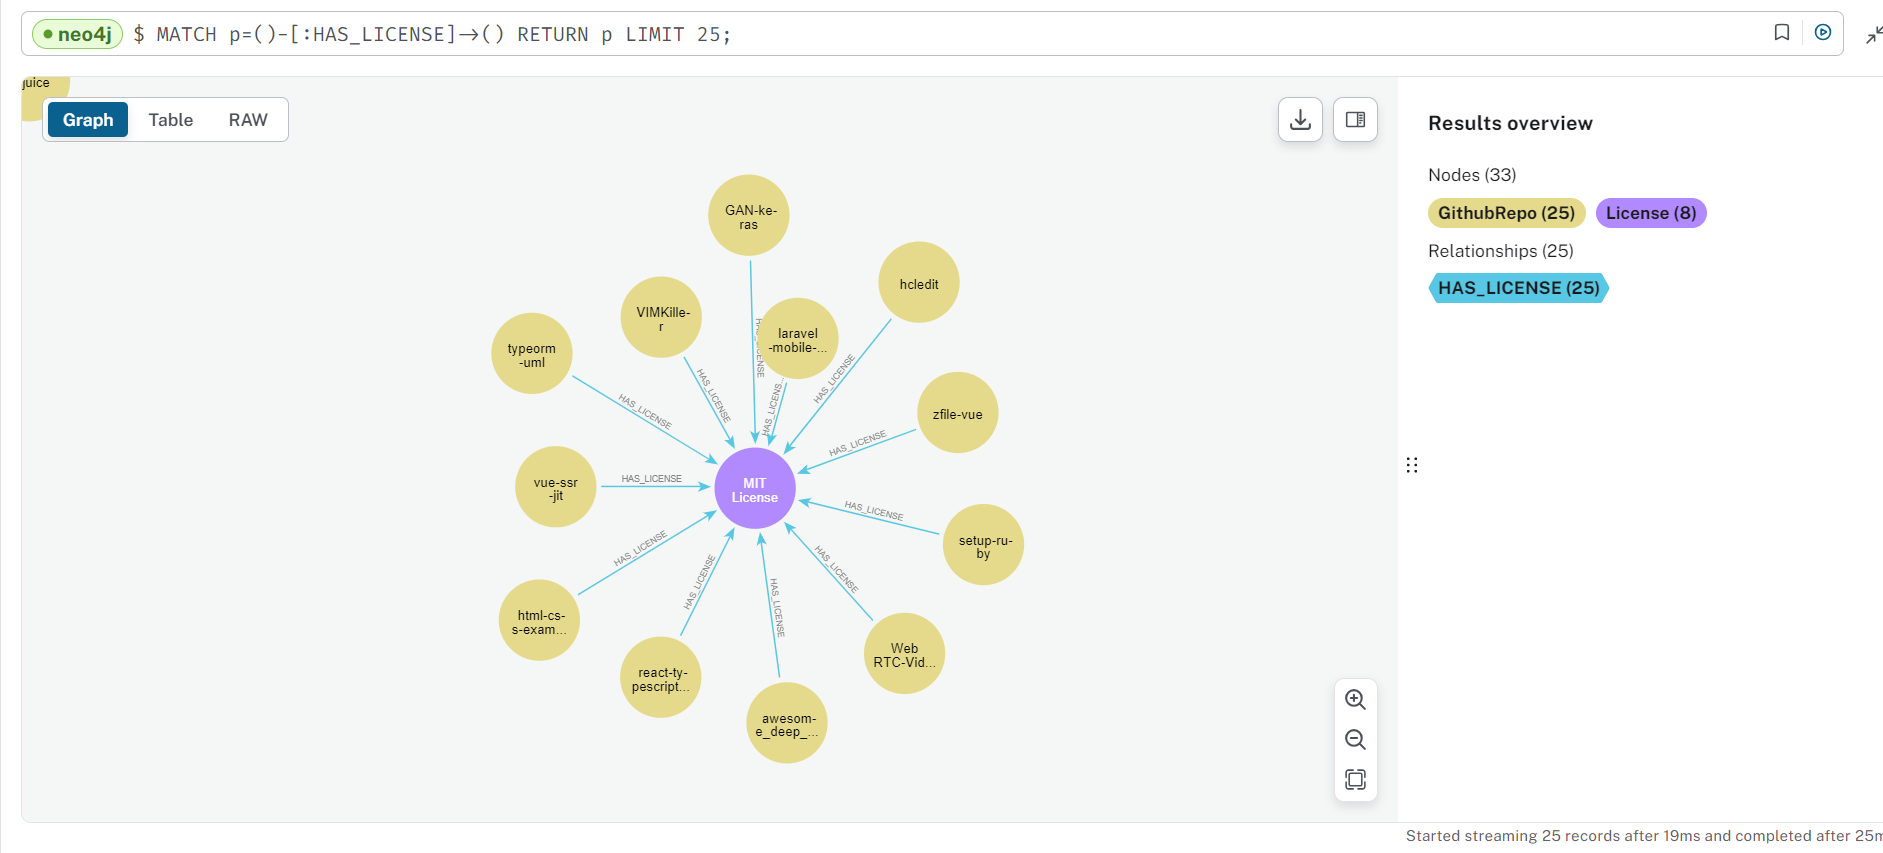 neo4j $ MATCH p=()-[:HAS_LICENSE]->() RETURN p LIMIT 25;
juice
Graph Table RAW
Results overview
Nodes (33)
GithubRepo (25) License (8)
Relationships (25)
HAS_LICENSE (25)
GAN-ke-
ras
hcledit
VIMKille-
r
laravel
-mobile-...
typeorm
-uml
zfile-vue
vue-ssr
-jit
MIT
License
setup-ru-
by
html-cs-
s-exam...
Web
RTC-Vid...
react-ty-
pescript...
awesom-
e_deep_...
HAS_LICENSE
HAS_LICENSE
HAS_LICENS...
HAS_LICENSE
HAS_LICENSE
HAS_LICENSE
HAS_LICENSE
HAS_LICENSE
HAS_LICENSE
HAS_LICENSE
HAS_LICENSE
HAS_LICENSE
Started streaming 25 records after 19ms and completed after 25m